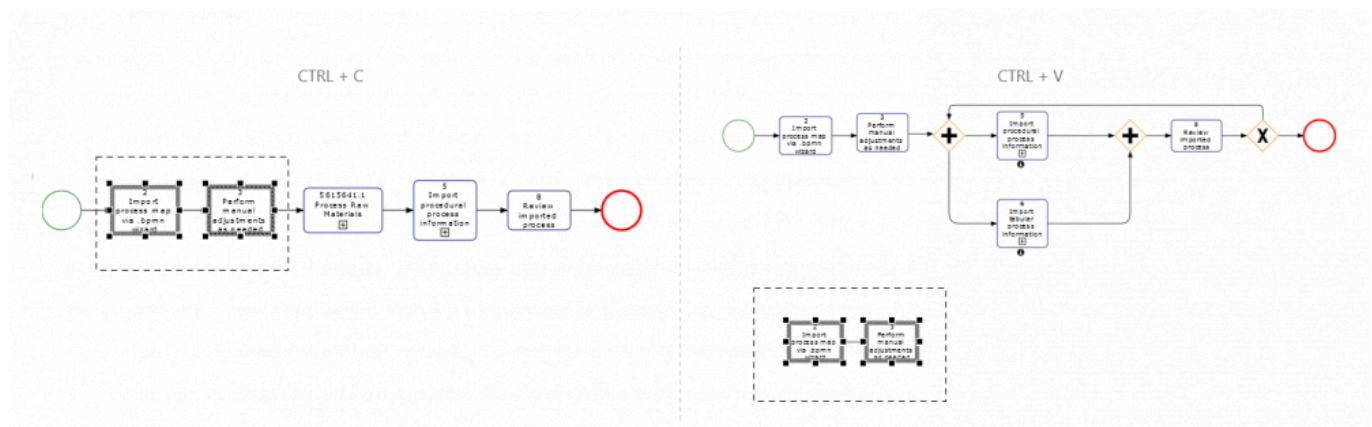 CTRL + C
2
Import
process map
via .bpmn
wizard
3
Perform
manual
adjustments
as needed
5615641.1
Process Raw
Materials
5
Import
procedural
process
information
8
Review
imported
process
CTRL + V
2
Import
process map
via .bpmn
wizard
3
Perform
manual
adjustments
as needed
5
Import
procedural
process
information
8
Review
imported
process
X
6
Import
tabular
process
information
2
Import
process map
via .bpmn
wizard
3
Perform
manual
adjustments
as needed